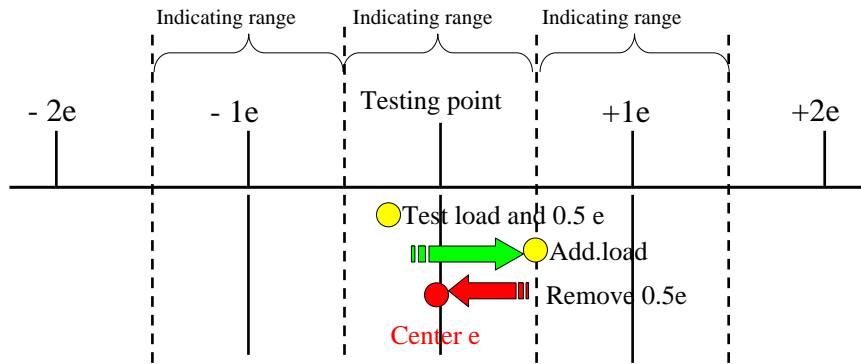 Indicating range Indicating range Indicating range
- 2e - 1e Testing point +1e +2e
Test load and 0.5 e
Add.load
Remove 0.5e
Center e